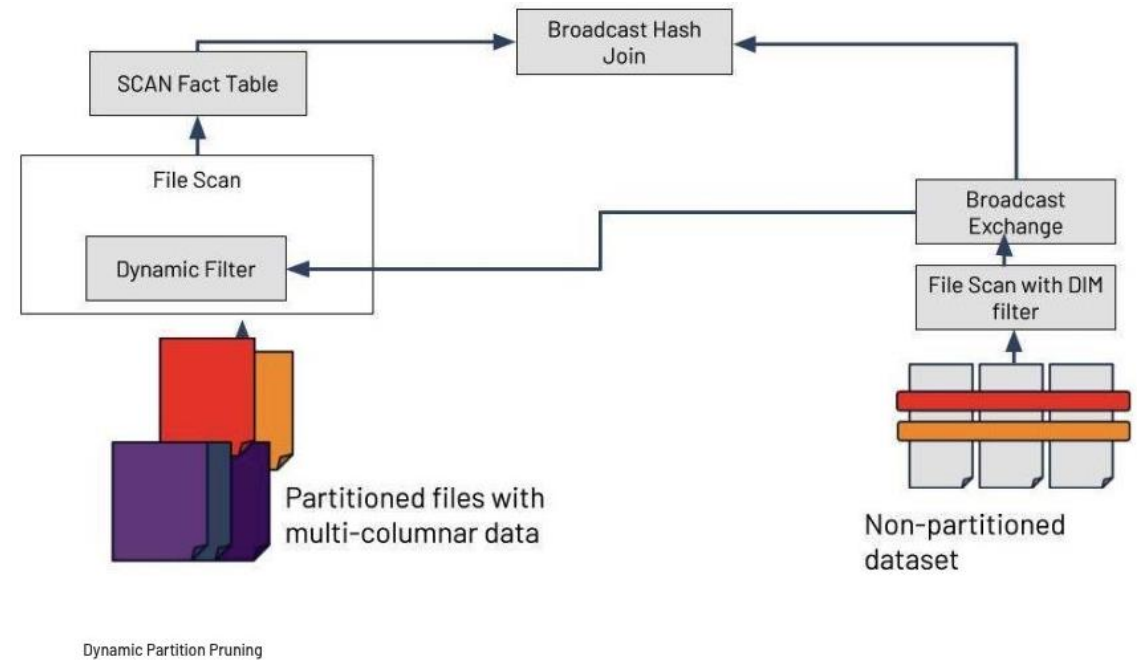 Broadcast Hash
Join
SCAN Fact Table
File Scan
Broadcast
Exchange
Dynamic Filter
File Scan with DIM
filter
Partitioned files with
multi-columnar data
Non-partitioned
dataset
Dynamic Partition Pruning